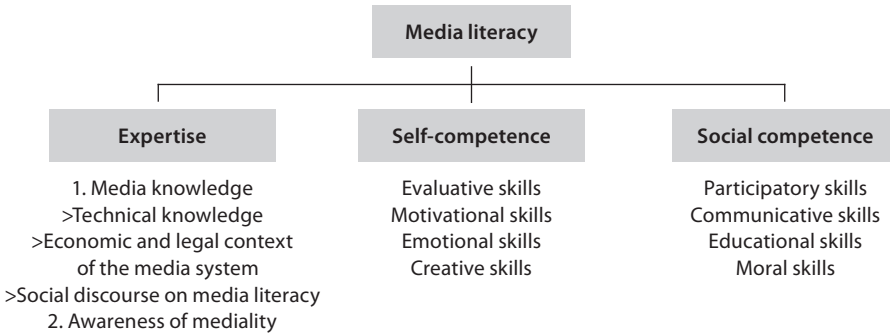 Media literacy
Expertise
1. Media knowledge
>Technical knowledge
>Economic and legal context
of the media system
>Social discourse on media literacy
2. Awareness of mediality
Self-competence
Evaluative skills
Motivational skills
Emotional skills
Creative skills
Social competence
Participatory skills
Communicative skills
Educational skills
Moral skills